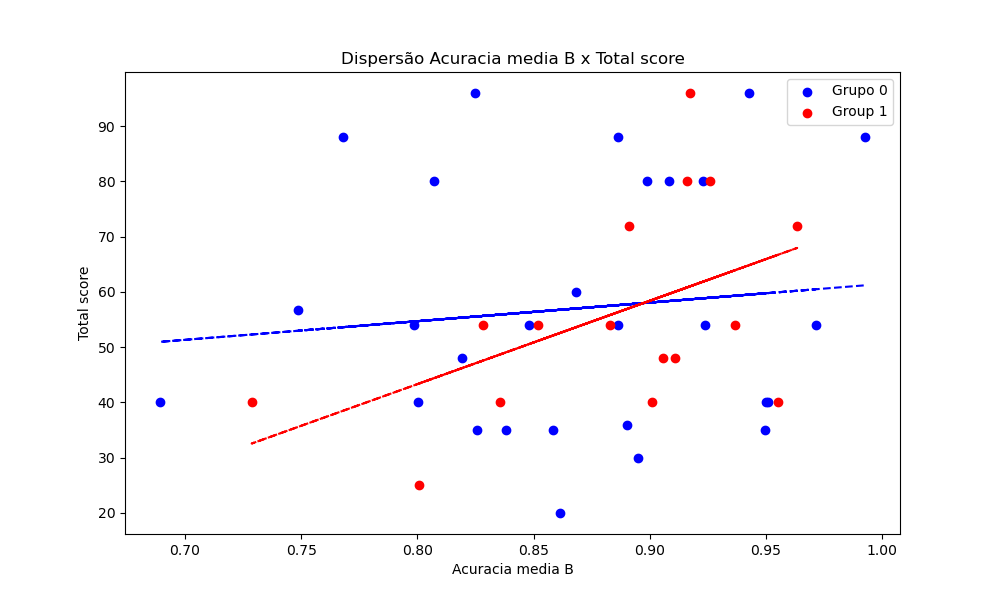 Dispersão Acuracia media B x Total score
Grupo 0
Group 1
90
80
70
60
50
40
30
20
Total score
0.70 0.75 0.80 0.85 0.90 0.95 1.00
Acuracia media B